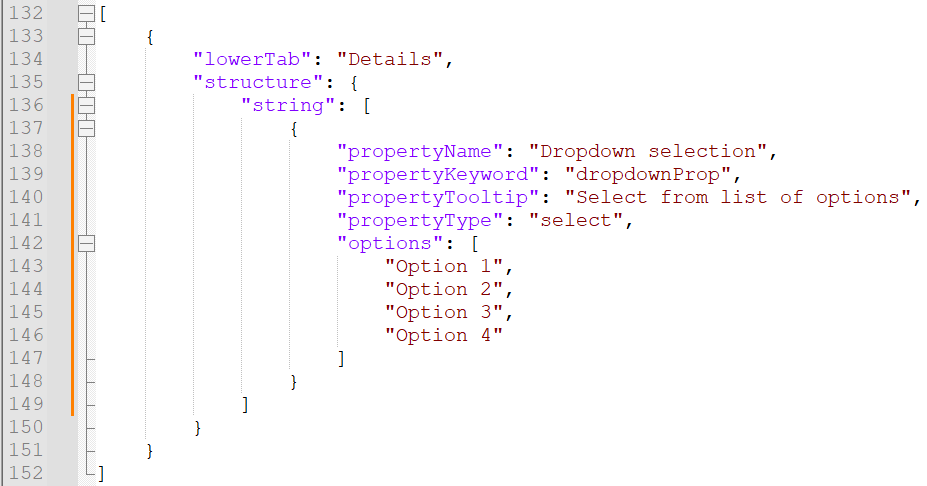 132 [
133     {
134         "lowerTab": "Details",
135         "structure": {
136             "string": [
137                 {
138                     "propertyName": "Dropdown selection",
139                     "propertyKeyword": "dropdownProp",
140                     "propertyTooltip": "Select from list of options",
141                     "propertyType": "select",
142                     "options": [
143                         "Option 1",
144                         "Option 2",
145                         "Option 3",
146                         "Option 4"
147                     ]
148                 }
149             ]
150         }
151     }
152 ]